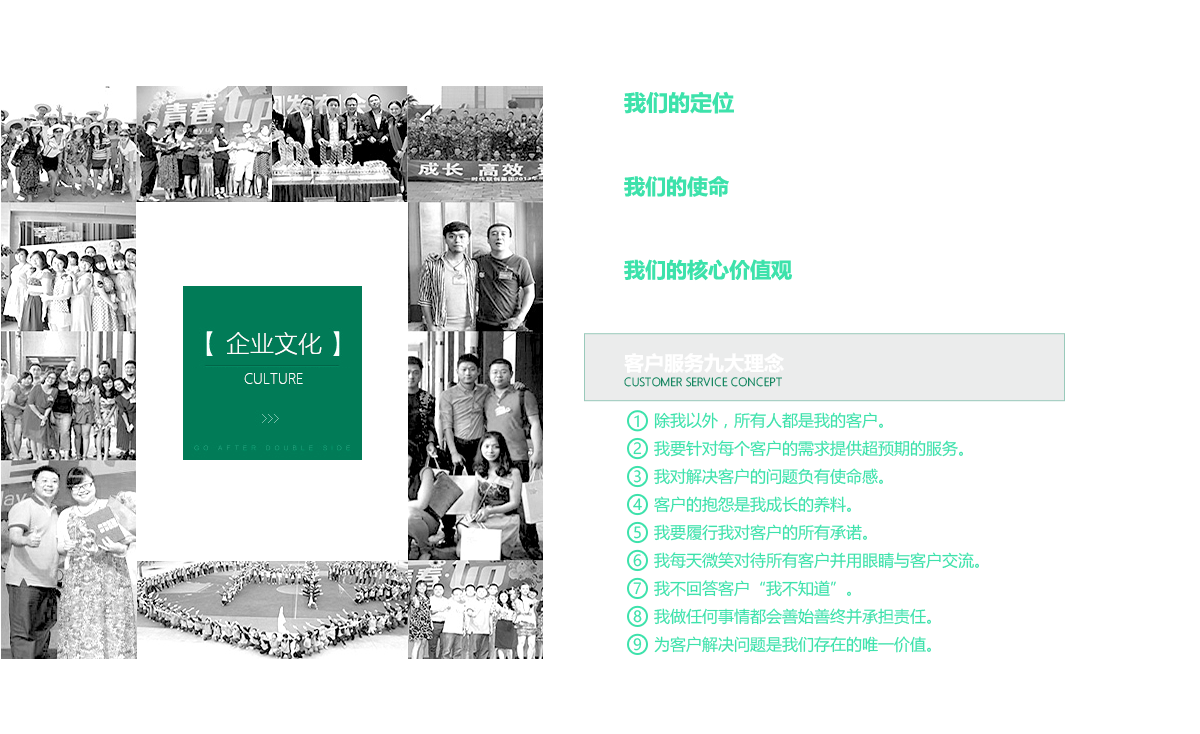 青春·up
成长 高效
【 企业文化 】
CULTURE
>>>
GO AFTER DOUBLE SIDE
我们的定位
我们的使命
我们的核心价值观
客户服务九大理念
CUSTOMER SERVICE CONCEPT
① 除我以外，所有人都是我的客户。
② 我要针对每个客户的需求提供超预期的服务。
③ 我对解决客户的问题负有使命感。
④ 客户的抱怨是我成长的养料。
⑤ 我要履行我对客户的所有承诺。
⑥ 我每天微笑对待所有客户并用眼睛与客户交流。
⑦ 我不回答客户“我不知道”。
⑧ 我做任何事情都会善始善终并承担责任。
⑨ 为客户解决问题是我们存在的唯一价值。